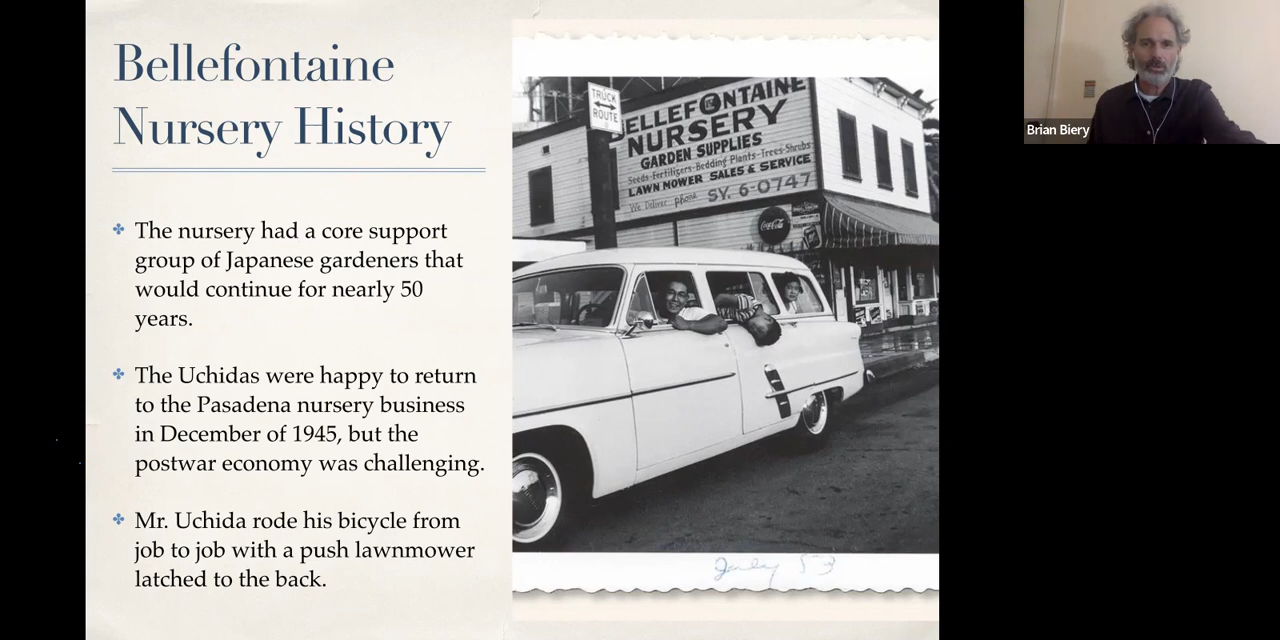 Bellefontaine
Nursery History
The nursery had a core support
group of Japanese gardeners that
would continue for nearly 50
years.
The Uchidas were happy to return
to the Pasadena nursery business
in December of 1945, but the
postwar economy was challenging.
Mr. Uchida rode his bicycle from
job to job with a push lawnmower
latched to the back.
TRUCK
ROUTE
ELLEFONTAINE
NURSERY
GARDEN SUPPLIES
Seeds-Fertilizers-Bedding Plants-Trees-Shrubs
LAWN MOWER SALES & SERVICE
We Deliver phone SY. 6-0747
Coca-Cola
53
Brian Biery